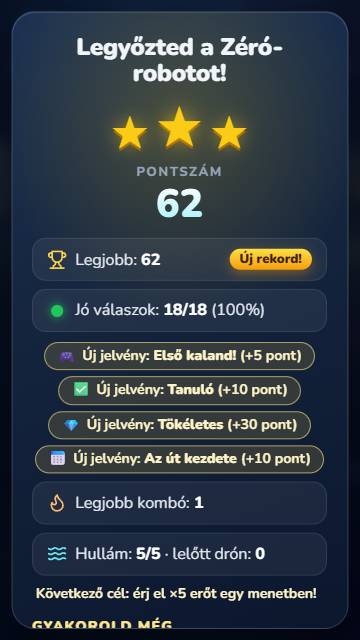 Legyőzted a Zéró-
robotot!
PONTSZÁM
62
Legjobb: 62 Új rekord!
Jó válaszok: 18/18 (100%)
Új jelvény: Első kaland! (+5 pont)
Új jelvény: Tanuló (+10 pont)
Új jelvény: Tökéletes (+30 pont)
Új jelvény: Az út kezdete (+10 pont)
Legjobb kombó: 1
Hullám: 5/5 · lelőtt drón: 0
Következő cél: érj el ×5 erőt egy menetben!
GYAKOROLD MÉG